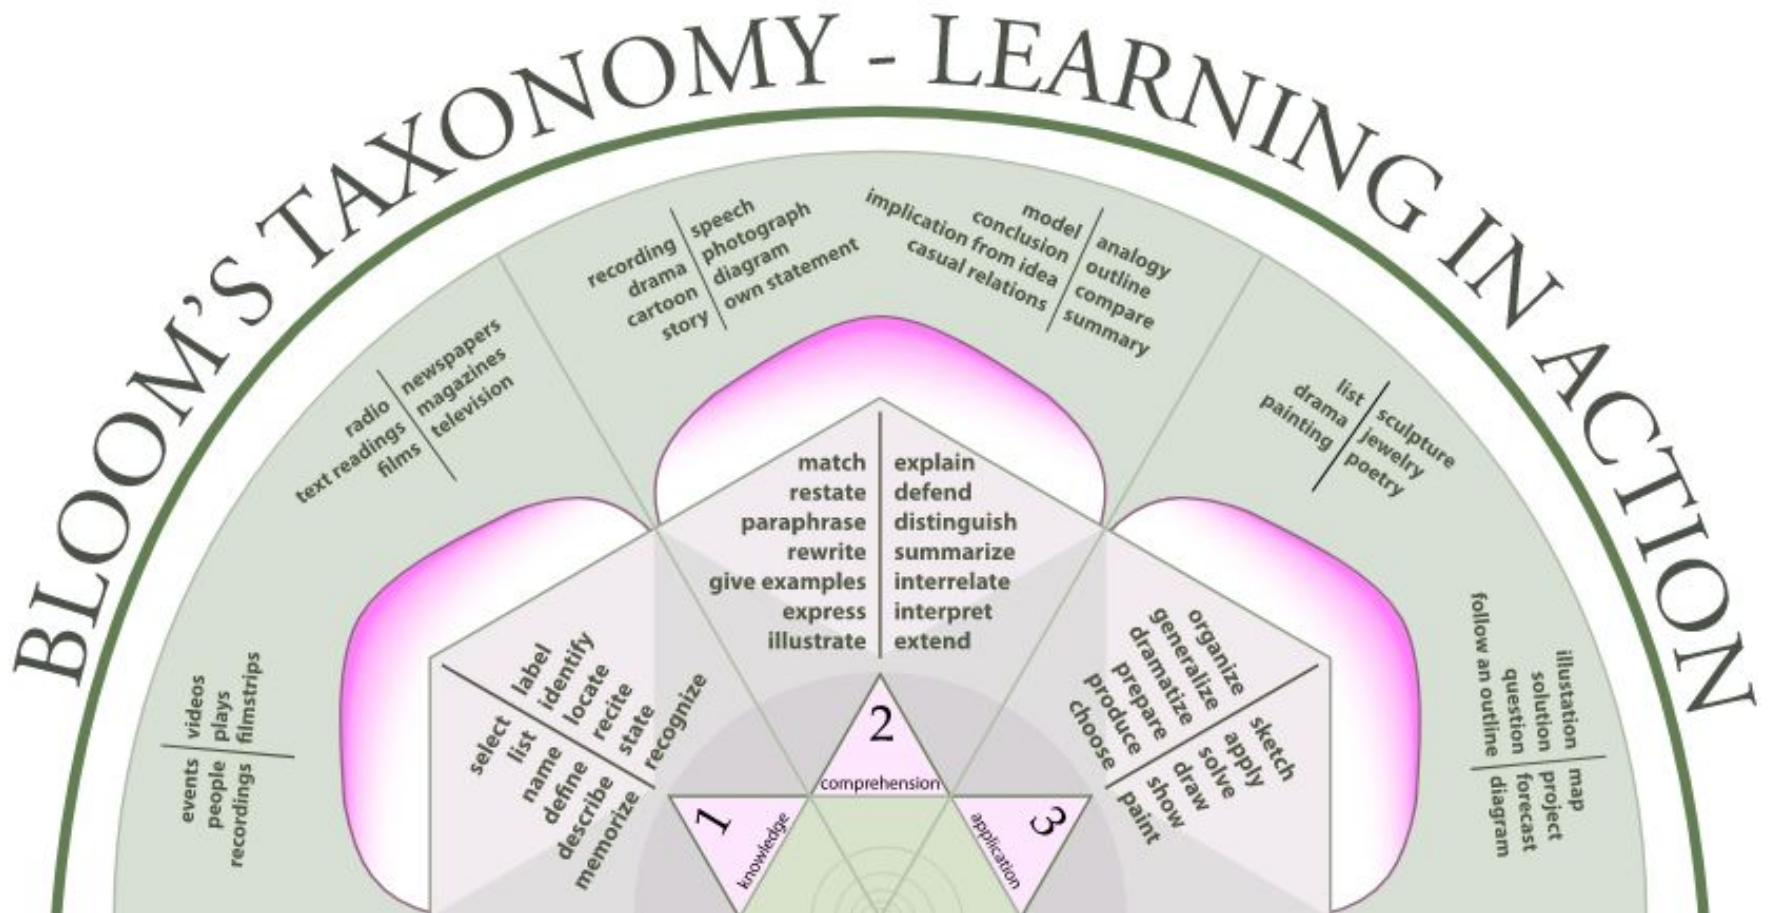 BLOOM'S TAXONOMY - LEARNING IN ACTION
events
people
recordings
videos
plays
filmstrips
radio
text readings
films
newspapers
magazines
television
recording
drama
cartoon
story
speech
photograph
diagram
own statement
model
conclusion
implication from idea
casual relations
analogy
outline
compare
summary
list
drama
painting
sculpture
jewelry
poetry
illustation
solution
question
follow an outline
map
project
forecast
diagram
select
list
name
define
describe
memorize
label
identify
locate
recite
state
recognize
match
restate
paraphrase
rewrite
give examples
express
illustrate
explain
defend
distinguish
summarize
interrelate
interpret
extend
organize
generalize
dramatize
prepare
produce
choose
sketch
apply
solve
draw
show
paint
1
knowledge
2
comprehension
3
application